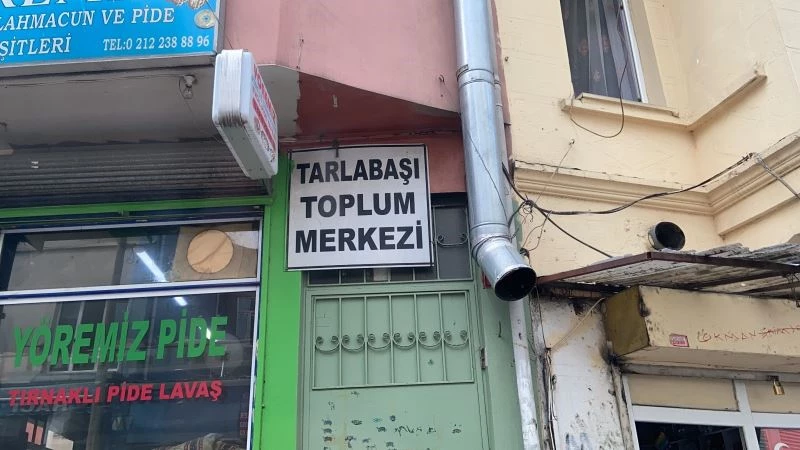 LAHMACUN VE PİDE
ŞİTLERİ TEL:0 212 238 88 96
TARLABAŞI
TOPLUM
MERKEZİ
YÖREMİZ PİDE
TIRNAKLI PİDE LAVAŞ